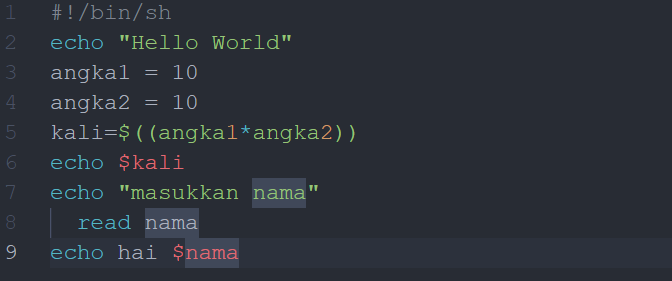 1 #!/bin/sh
2 echo "Hello World"
3 angka1 = 10
4 angka2 = 10
5 kali=$((angka1*angka2))
6 echo $kali
7 echo "masukkan nama"
8   read nama
9 echo hai $nama